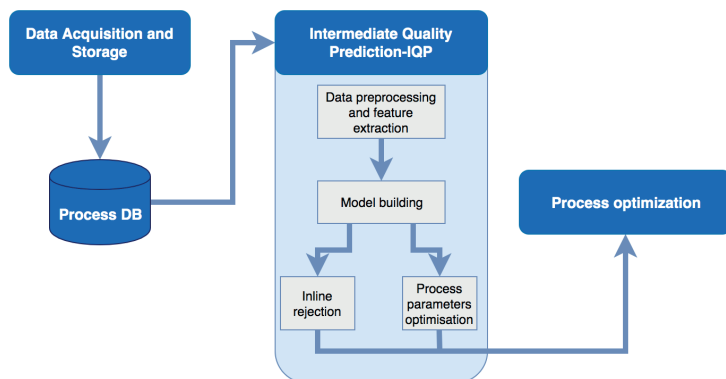 Data Acquisition and
Storage
Intermediate Quality
Prediction-IQP
Data preprocessing
and feature
extraction
Process DB
Model building
Process optimization
Inline
rejection
Process
parameters
optimisation